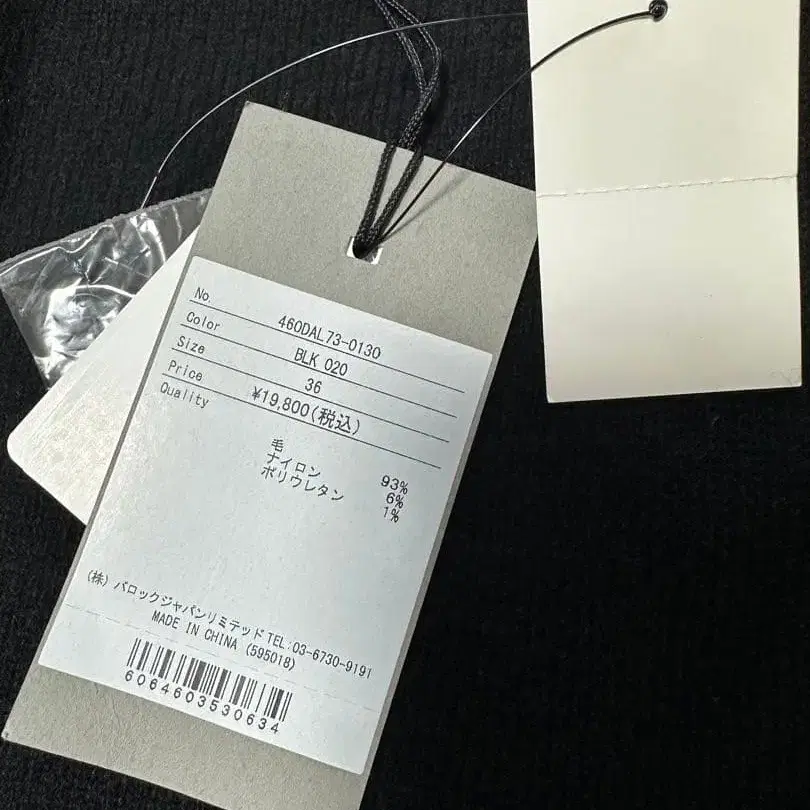 No. 460DAL73-0130
Color BLK 020
Size 36
Price ¥19,800(税込)
Quality
毛 93%
ナイロン 6%
ポリウレタン 1%
(株) バロックジャパンリミテッド TEL:03-6730-9191
MADE IN CHINA (595018)
6064603530634